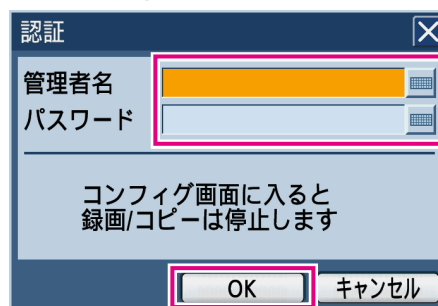 認証
管理者名
パスワード
コンフィグ画面に入ると
録画/コピーは停止します
OK キャンセル